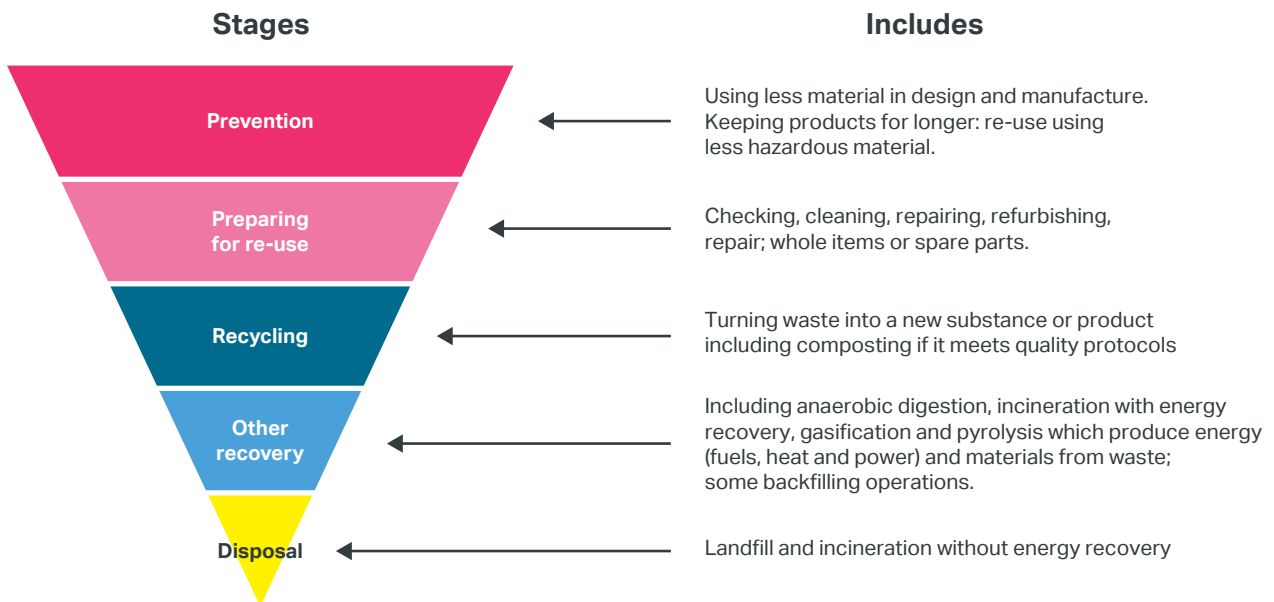 Stages
Includes
Prevention
Using less material in design and manufacture.
Keeping products for longer: re-use using
less hazardous material.
Preparing
for re-use
Checking, cleaning, repairing, refurbishing,
repair; whole items or spare parts.
Recycling
Turning waste into a new substance or product
including composting if it meets quality protocols
Other
recovery
Including anaerobic digestion, incineration with energy
recovery, gasification and pyrolysis which produce energy
(fuels, heat and power) and materials from waste;
some backfilling operations.
Disposal
Landfill and incineration without energy recovery